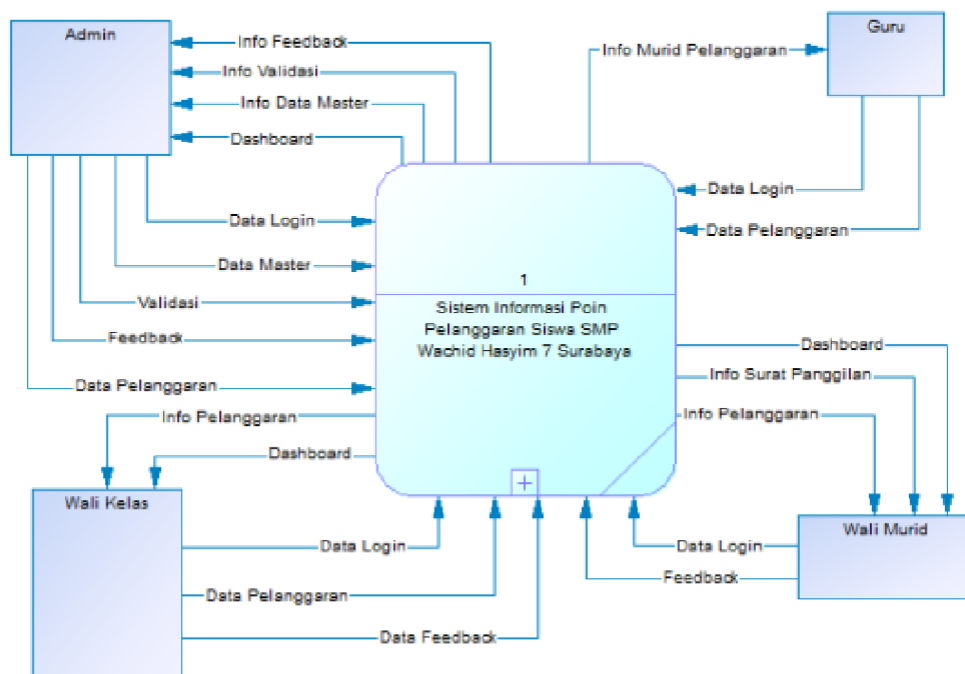 Admin
Guru
Info Feedback
Info Murid Pelanggaran
Info Validasi
Info Data Master
Dashboard
Data Login
Data Login
Data Pelanggaran
Data Master
1
Validasi
Sistem Informasi Poin
Pelanggaran Siswa SMP
Wachid Hasyim 7 Surabaya
Feedback
Dashboard
Info Surat Panggilan
Data Pelanggaran
Info Pelanggaran
Info Pelanggaran
Dashboard
Wali Kelas
Wali Murid
Data Login
Data Login
Feedback
Data Pelanggaran
Data Feedback